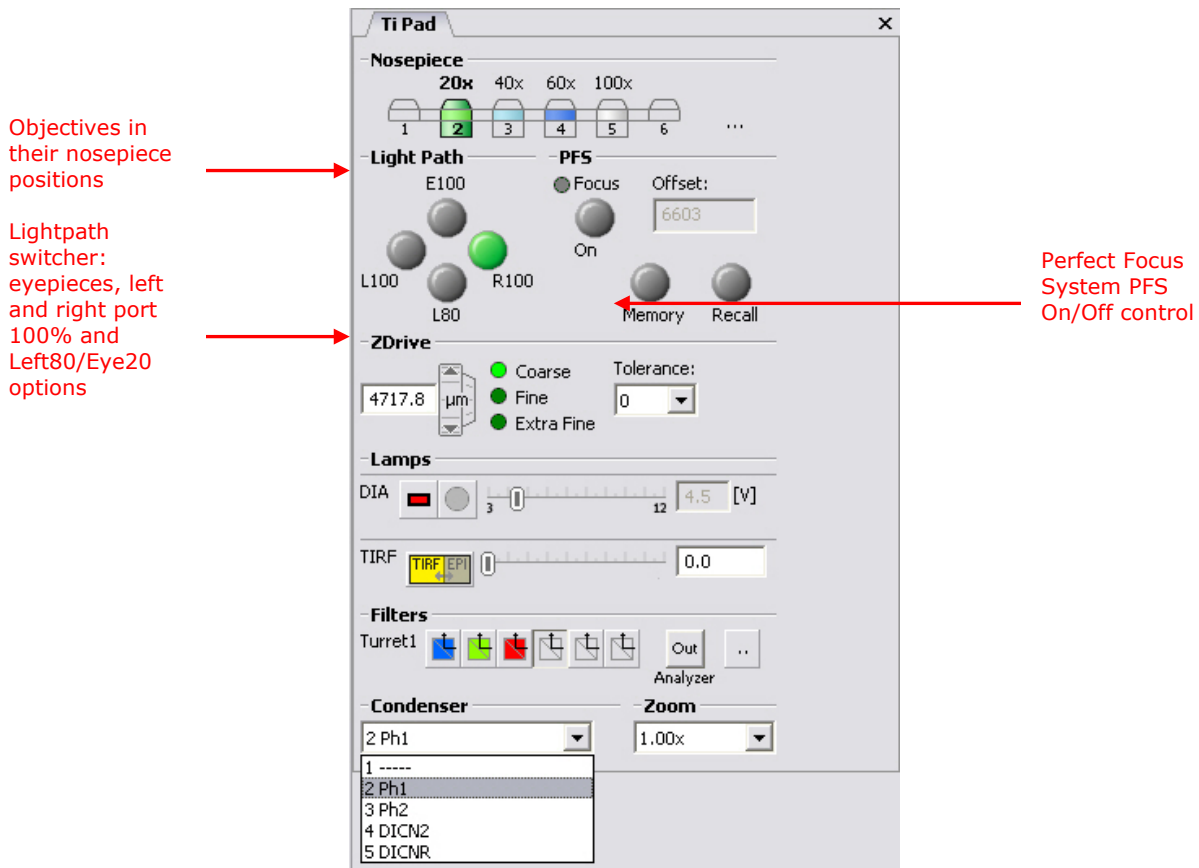 Ti Pad
Nosepiece
20x 40x 60x 100x
1 2 3 4 5 6 ...
Objectives in
their nosepiece
positions
Light Path
PFS
E100
Focus
Offset:
6603
On
L100
R100
L80
Memory
Recall
Lightpath
switcher:
eyepieces, left
and right port
100% and
Left80/Eye20
options
Perfect Focus
System PFS
On/Off control
ZDrive
4717.8
µm
Coarse
Fine
Extra Fine
Tolerance:
0
Lamps
DIA
3
12
4.5
[V]
TIRF
TIRF EPI
0.0
Filters
Turret1
Out
..
Analyzer
Condenser
Zoom
2 Ph1
1.00x
1 -----
2 Ph1
3 Ph2
4 DICN2
5 DICNR